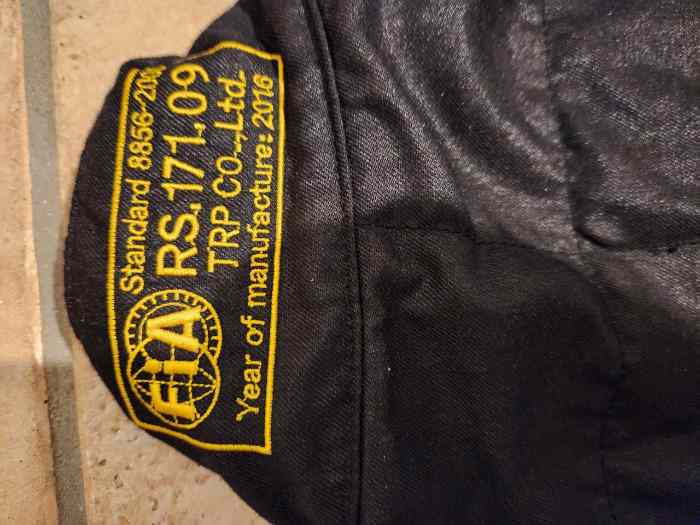 FiA
Standard 8856-200
RS.171.09
TRP CO.,Ltd.
Year of manufacture: 2016